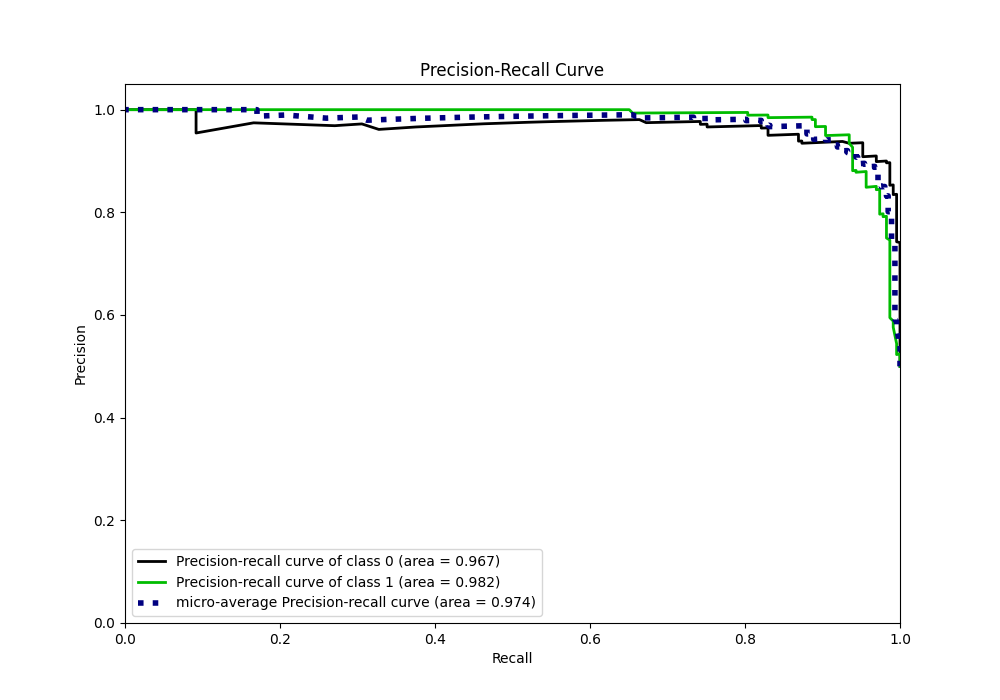 Precision-Recall Curve
1.0
0.8
0.6
0.4
0.2
0.0
Precision
Precision-recall curve of class 0 (area = 0.967)
Precision-recall curve of class 1 (area = 0.982)
micro-average Precision-recall curve (area = 0.974)
0.0 0.2 0.4 0.6 0.8 1.0
Recall